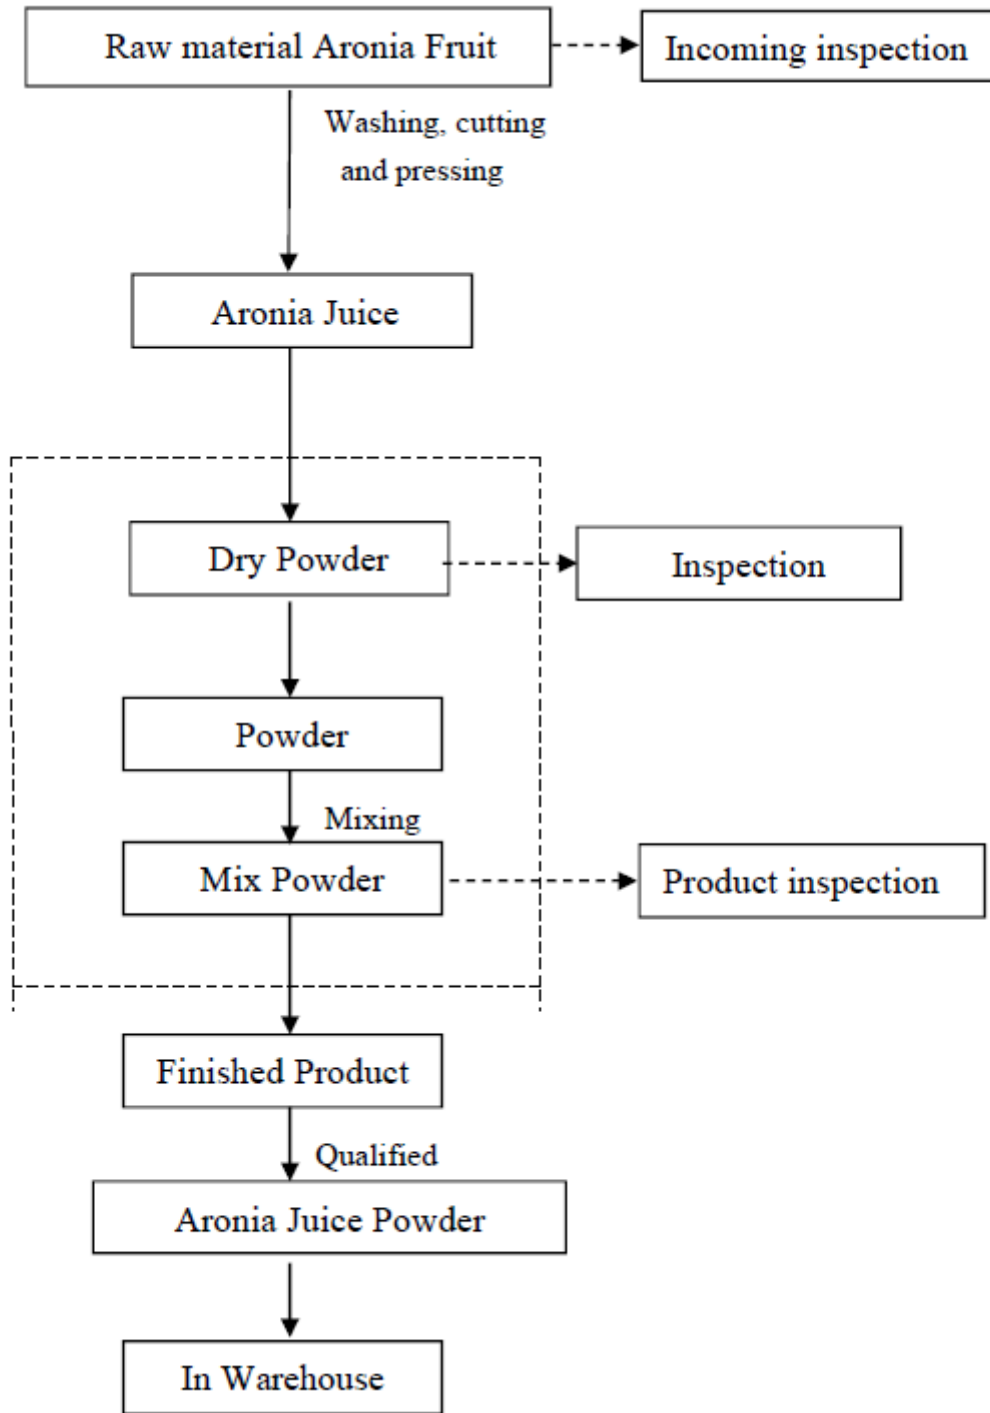 Raw material Aronia Fruit
Incoming inspection
Washing, cutting
and pressing
Aronia Juice
Dry Powder
Inspection
Powder
Mixing
Mix Powder
Product inspection
Finished Product
Qualified
Aronia Juice Powder
In Warehouse